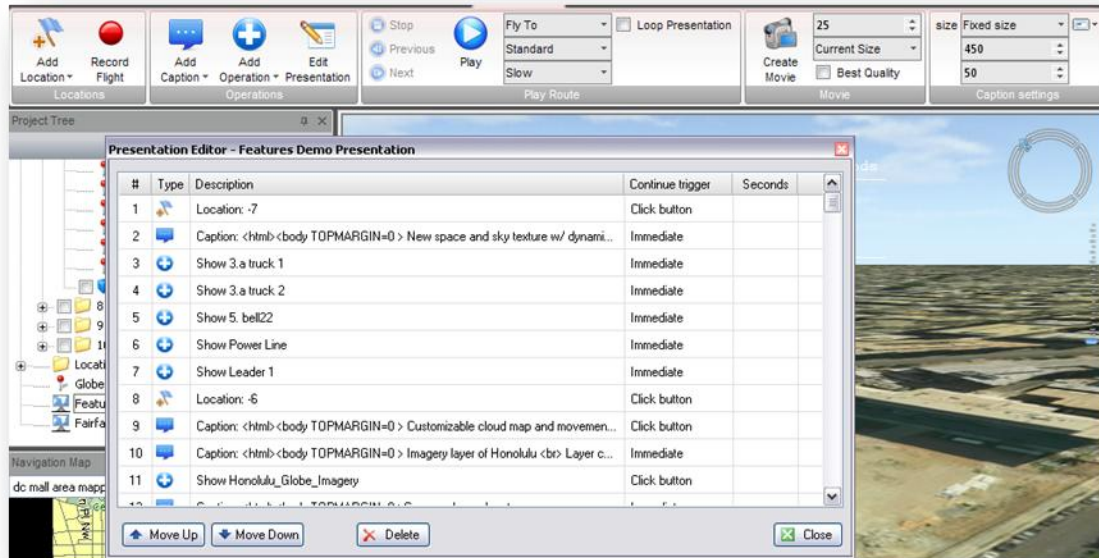 Stop
Previous
Next
Play
Fly To
Standard
Slow
Loop Presentation
25
Current Size
Best Quality
size Fixed size
450
50
Add Location
Record Flight
Add Caption
Add Operation
Edit Presentation
Create Movie
Locations
Operations
Play Route
Movie
Caption settings
Project Tree
Presentation Editor - Features Demo Presentation
# Type Description Continue trigger Seconds
1 Location: -7 Click button
2 Caption: <html><body TOPMARGIN=0 > New space and sky texture w/ dynami... Immediate
3 Show 3.a truck 1 Immediate
4 Show 3.a truck 2 Immediate
5 Show 5. bell22 Immediate
6 Show Power Line Immediate
7 Show Leader 1 Immediate
8 Location: -6 Click button
9 Caption: <html><body TOPMARGIN=0 > Customizable cloud map and movemen... Click button
10 Caption: <html><body TOPMARGIN=0 > Imagery layer of Honolulu <br> Layer c... Immediate
11 Show Honolulu_Globe_Imagery Click button
8
9
1
Locati
Globe
Featu
Fairfa
Navigation Map
dc mall area mapp
Move Up
Move Down
Delete
Close